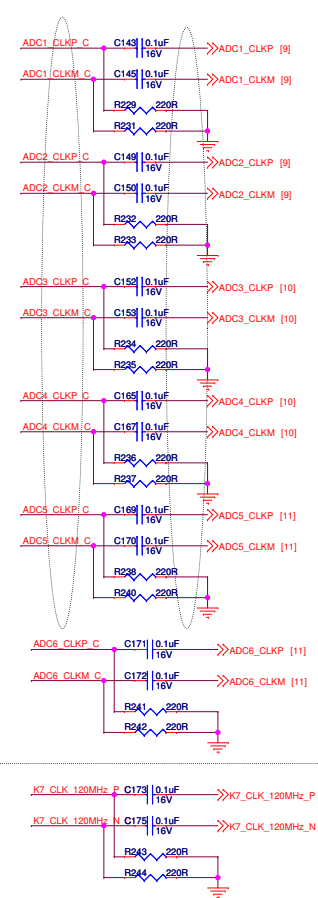 C143 0.1uF
ADC1_CLKP_C ADC1_CLKP [9]
16V
C145 0.1uF
ADC1_CLKM_C ADC1_CLKM [9]
16V
R229 220R
R231 220R
C149 0.1uF
ADC2_CLKP_C ADC2_CLKP [9]
16V
C150 0.1uF
ADC2_CLKM_C ADC2_CLKM [9]
16V
R232 220R
R233 220R
C152 0.1uF
ADC3_CLKP_C ADC3_CLKP [10]
16V
C153 0.1uF
ADC3_CLKM_C ADC3_CLKM [10]
16V
R234 220R
R235 220R
C165 0.1uF
ADC4_CLKP_C ADC4_CLKP [10]
16V
C167 0.1uF
ADC4_CLKM_C ADC4_CLKM [10]
16V
R236 220R
R237 220R
C169 0.1uF
ADC5_CLKP_C ADC5_CLKP [11]
16V
C170 0.1uF
ADC5_CLKM_C ADC5_CLKM [11]
16V
R238 220R
R240 220R
C171 0.1uF
ADC6_CLKP_C ADC6_CLKP [11]
16V
C172 0.1uF
ADC6_CLKM_C ADC6_CLKM [11]
16V
R241 220R
R242 220R
C173 0.1uF
K7_CLK_120MHz_P K7_CLK_120MHz_P
16V
C175 0.1uF
K7_CLK_120MHz_N K7_CLK_120MHz_N
16V
R243 220R
R244 220R